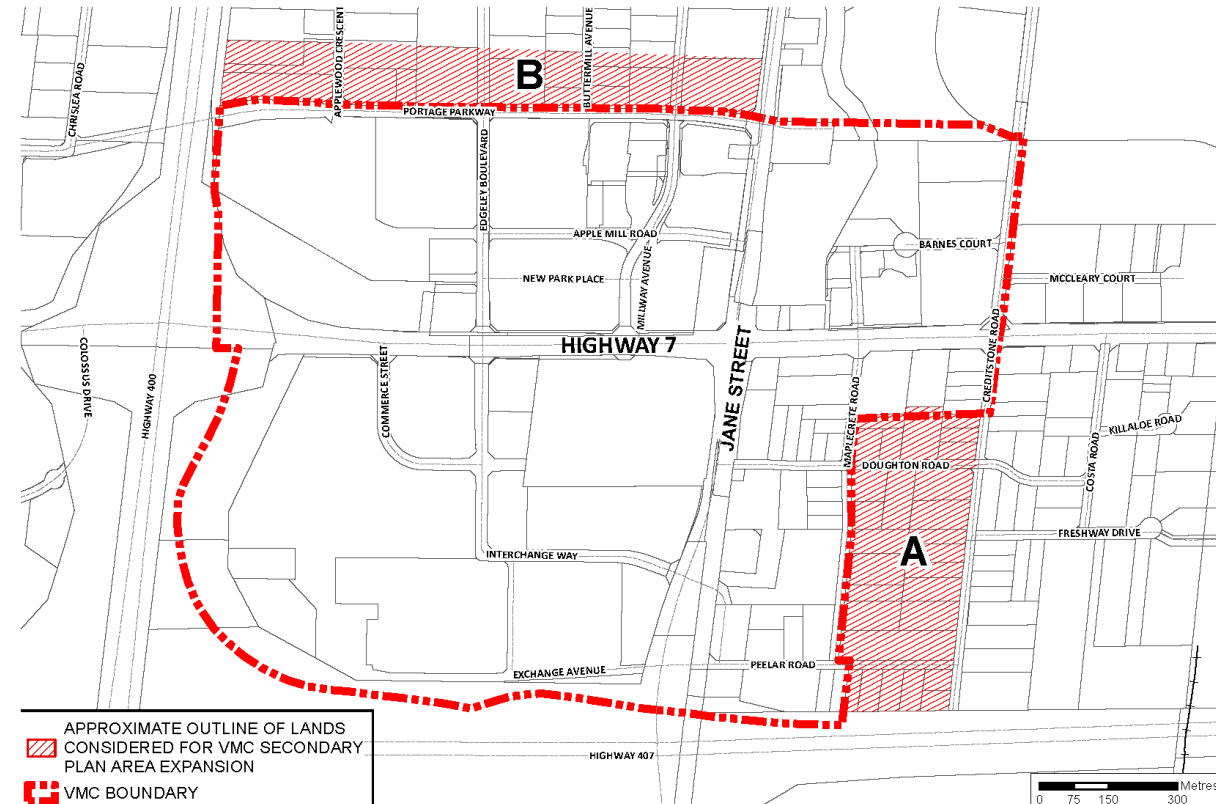 APPLEWOOD CRESCENT
BUTTERMILL AVENUE
CHRISLEA ROAD
B
PORTAGE PARKWAY
EDGELEY BOULEVARD
APPLE MILL ROAD
BARNES COURT
NEW PARK PLACE
MILLWAY AVENUE
MCCLEARY COURT
HIGHWAY 7
JANE STREET
CREDITSTONE ROAD
COLOSSUS DRIVE
HIGHWAY 400
COMMERCE STREET
MAPLECRETE ROAD
KILLALOE ROAD
COSTA ROAD
DOUGHTON ROAD
FRESHWAY DRIVE
A
INTERCHANGE WAY
PEELAR ROAD
EXCHANGE AVENUE
HIGHWAY 407
APPROXIMATE OUTLINE OF LANDS
CONSIDERED FOR VMC SECONDARY
PLAN AREA EXPANSION
VMC BOUNDARY
Metres
0 75 150 300